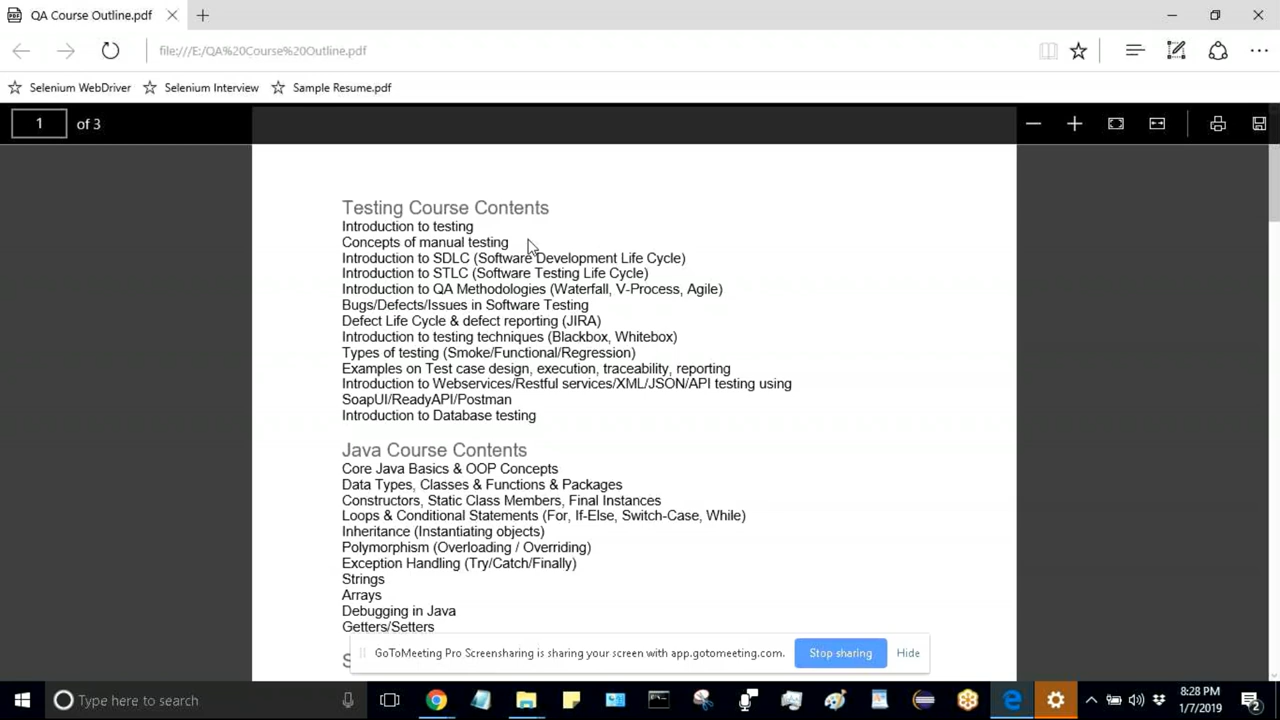 QA Course Outline.pdf
file:///E:/QA%20Course%20Outline.pdf
Selenium WebDriver
Selenium Interview
Sample Resume.pdf
1 of 3
Testing Course Contents
Introduction to testing
Concepts of manual testing
Introduction to SDLC (Software Development Life Cycle)
Introduction to STLC (Software Testing Life Cycle)
Introduction to QA Methodologies (Waterfall, V-Process, Agile)
Bugs/Defects/Issues in Software Testing
Defect Life Cycle & defect reporting (JIRA)
Introduction to testing techniques (Blackbox, Whitebox)
Types of testing (Smoke/Functional/Regression)
Examples on Test case design, execution, traceability, reporting
Introduction to Webservices/Restful services/XML/JSON/API testing using
SoapUI/ReadyAPI/Postman
Introduction to Database testing
Java Course Contents
Core Java Basics & OOP Concepts
Data Types, Classes & Functions & Packages
Constructors, Static Class Members, Final Instances
Loops & Conditional Statements (For, If-Else, Switch-Case, While)
Inheritance (Instantiating objects)
Polymorphism (Overloading / Overriding)
Exception Handling (Try/Catch/Finally)
Strings
Arrays
Debugging in Java
Getters/Setters
GoToMeeting Pro Screensharing is sharing your screen with app.gotomeeting.com.
Stop sharing
Hide
Type here to search
8:28 PM
1/7/2019
2